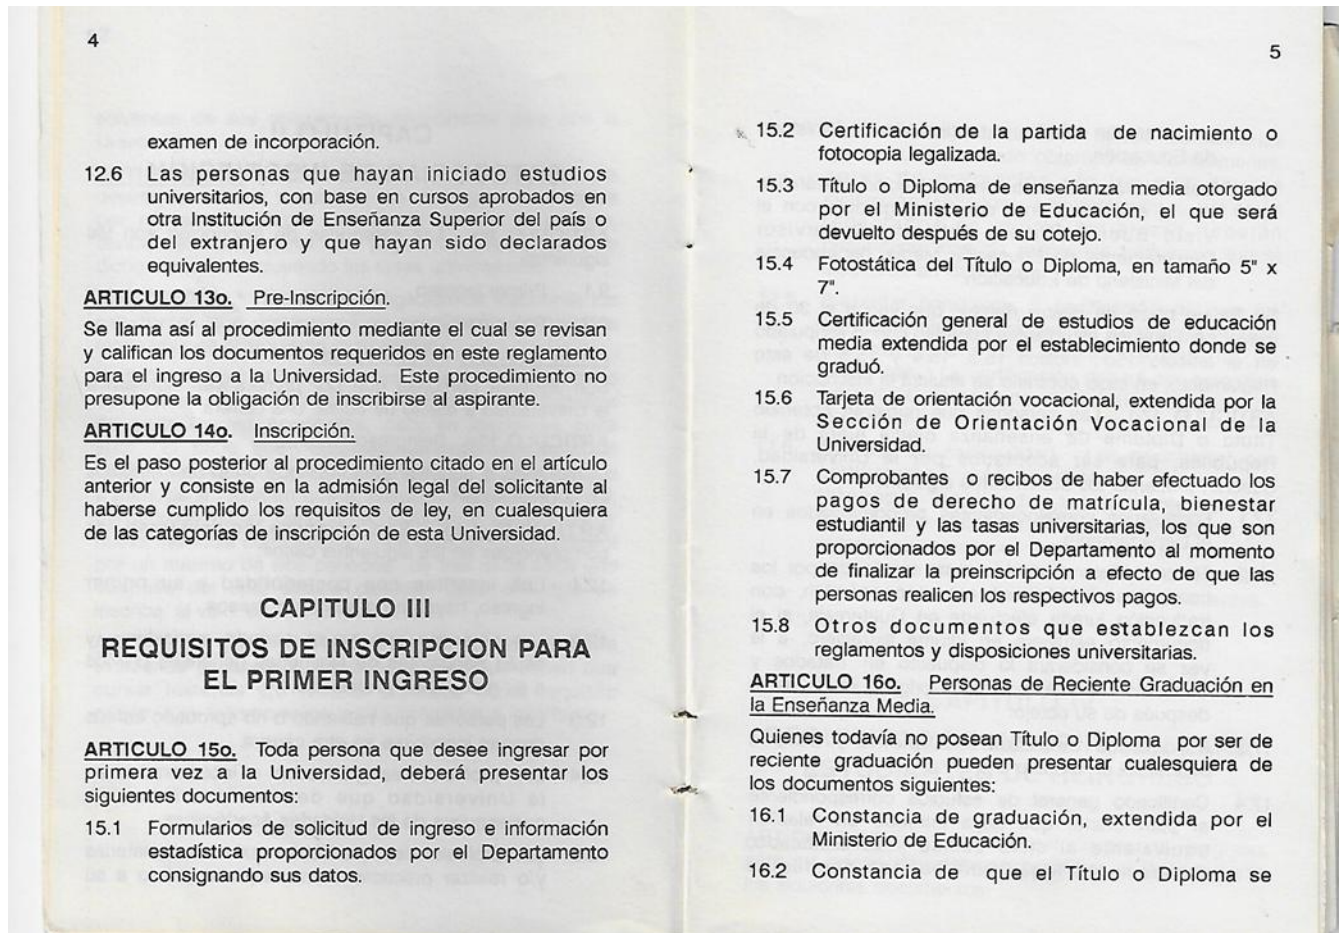 4
examen de incorporación.
12.6 Las personas que hayan iniciado estudios
universitarios, con base en cursos aprobados en
otra Institución de Enseñanza Superior del país o
del extranjero y que hayan sido declarados
equivalentes.
ARTICULO 13o. Pre-Inscripción.
Se llama así al procedimiento mediante el cual se revisan
y califican los documentos requeridos en este reglamento
para el ingreso a la Universidad. Este procedimiento no
presupone la obligación de inscribirse al aspirante.
ARTICULO 14o. Inscripción.
Es el paso posterior al procedimiento citado en el artículo
anterior y consiste en la admisión legal del solicitante al
haberse cumplido los requisitos de ley, en cualesquiera
de las categorías de inscripción de esta Universidad.
CAPITULO III
REQUISITOS DE INSCRIPCION PARA
EL PRIMER INGRESO
ARTICULO 15o. Toda persona que desee ingresar por
primera vez a la Universidad, deberá presentar los
siguientes documentos:
15.1 Formularios de solicitud de ingreso e información
estadística proporcionados por el Departamento
consignando sus datos.
5
15.2 Certificación de la partida de nacimiento o
fotocopia legalizada.
15.3 Título o Diploma de enseñanza media otorgado
por el Ministerio de Educación, el que será
devuelto después de su cotejo.
15.4 Fotostática del Título o Diploma, en tamaño 5" x
7".
15.5 Certificación general de estudios de educación
media extendida por el establecimiento donde se
graduó.
15.6 Tarjeta de orientación vocacional, extendida por la
Sección de Orientación Vocacional de la
Universidad.
15.7 Comprobantes o recibos de haber efectuado los
pagos de derecho de matrícula, bienestar
estudiantil y las tasas universitarias, los que son
proporcionados por el Departamento al momento
de finalizar la preinscripción a efecto de que las
personas realicen los respectivos pagos.
15.8 Otros documentos que establezcan los
reglamentos y disposiciones universitarias.
ARTICULO 16o. Personas de Reciente Graduación en
la Enseñanza Media.
Quienes todavía no posean Título o Diploma por ser de
reciente graduación pueden presentar cualesquiera de
los documentos siguientes:
16.1 Constancia de graduación, extendida por el
Ministerio de Educación.
16.2 Constancia de que el Título o Diploma se